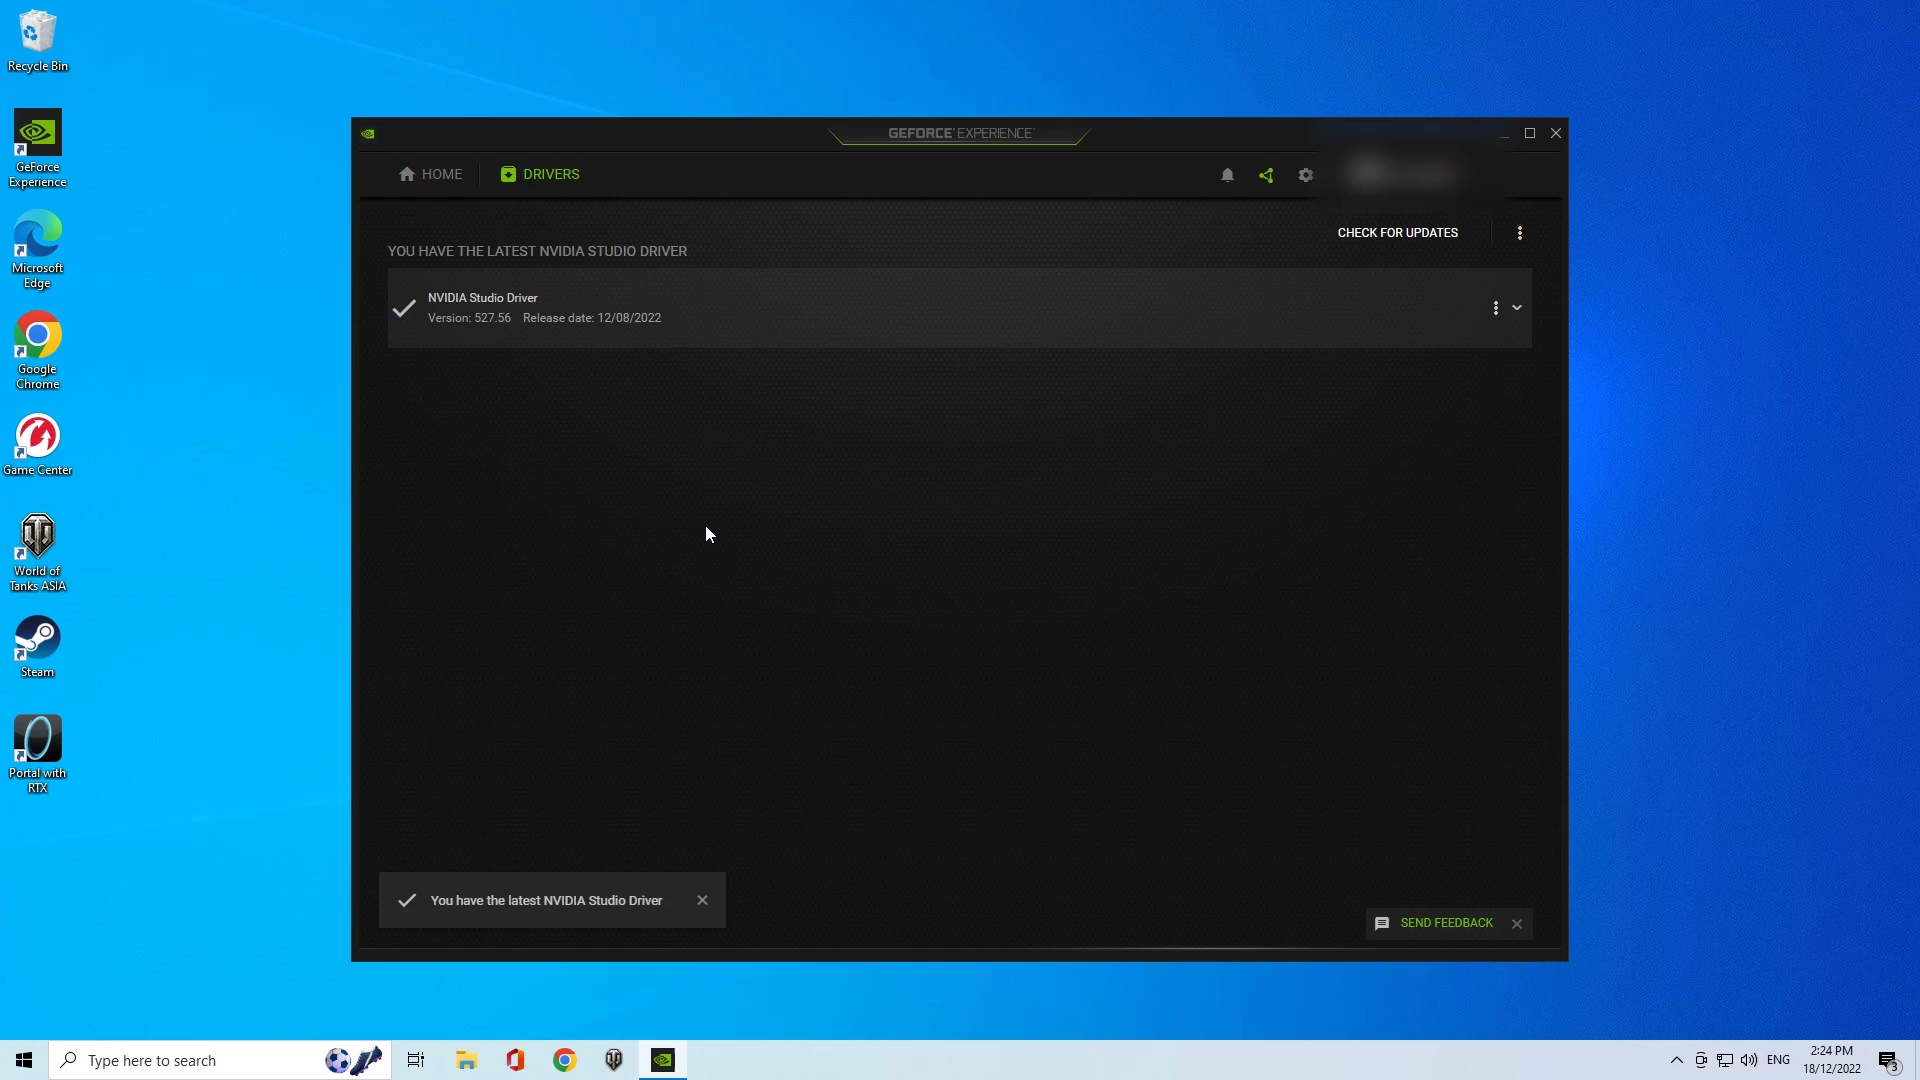 Recycle Bin
GeForce
Experience
Microsoft
Edge
Google
Chrome
Game Center
World of
Tanks ASIA
Steam
Portal with
RTX
GEFORCE EXPERIENCE
HOME
DRIVERS
CHECK FOR UPDATES
YOU HAVE THE LATEST NVIDIA STUDIO DRIVER
NVIDIA Studio Driver
Version: 527.56 Release date: 12/08/2022
You have the latest NVIDIA Studio Driver
SEND FEEDBACK
Type here to search
ENG
2:24 PM
18/12/2022
3